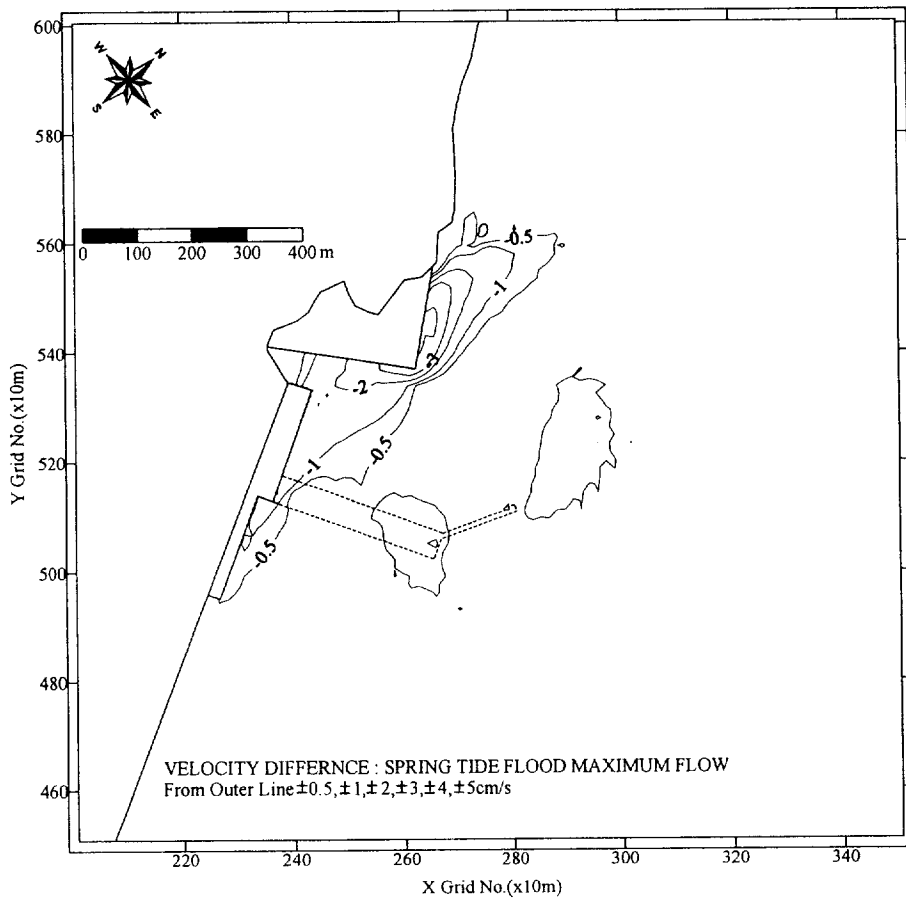 600
580
560
540
520
500
480
460
Y Grid No.(x10m)
W N
S E
0 100 200 300 400 m
-0.5
-1
-3
-2
-0.5
-1
-0.5
VELOCITY DIFFERNCE : SPRING TIDE FLOOD MAXIMUM FLOW
From Outer Line±0.5,±1,±2,±3,±4,±5cm/s
220 240 260 280 300 320 340
X Grid No.(x10m)